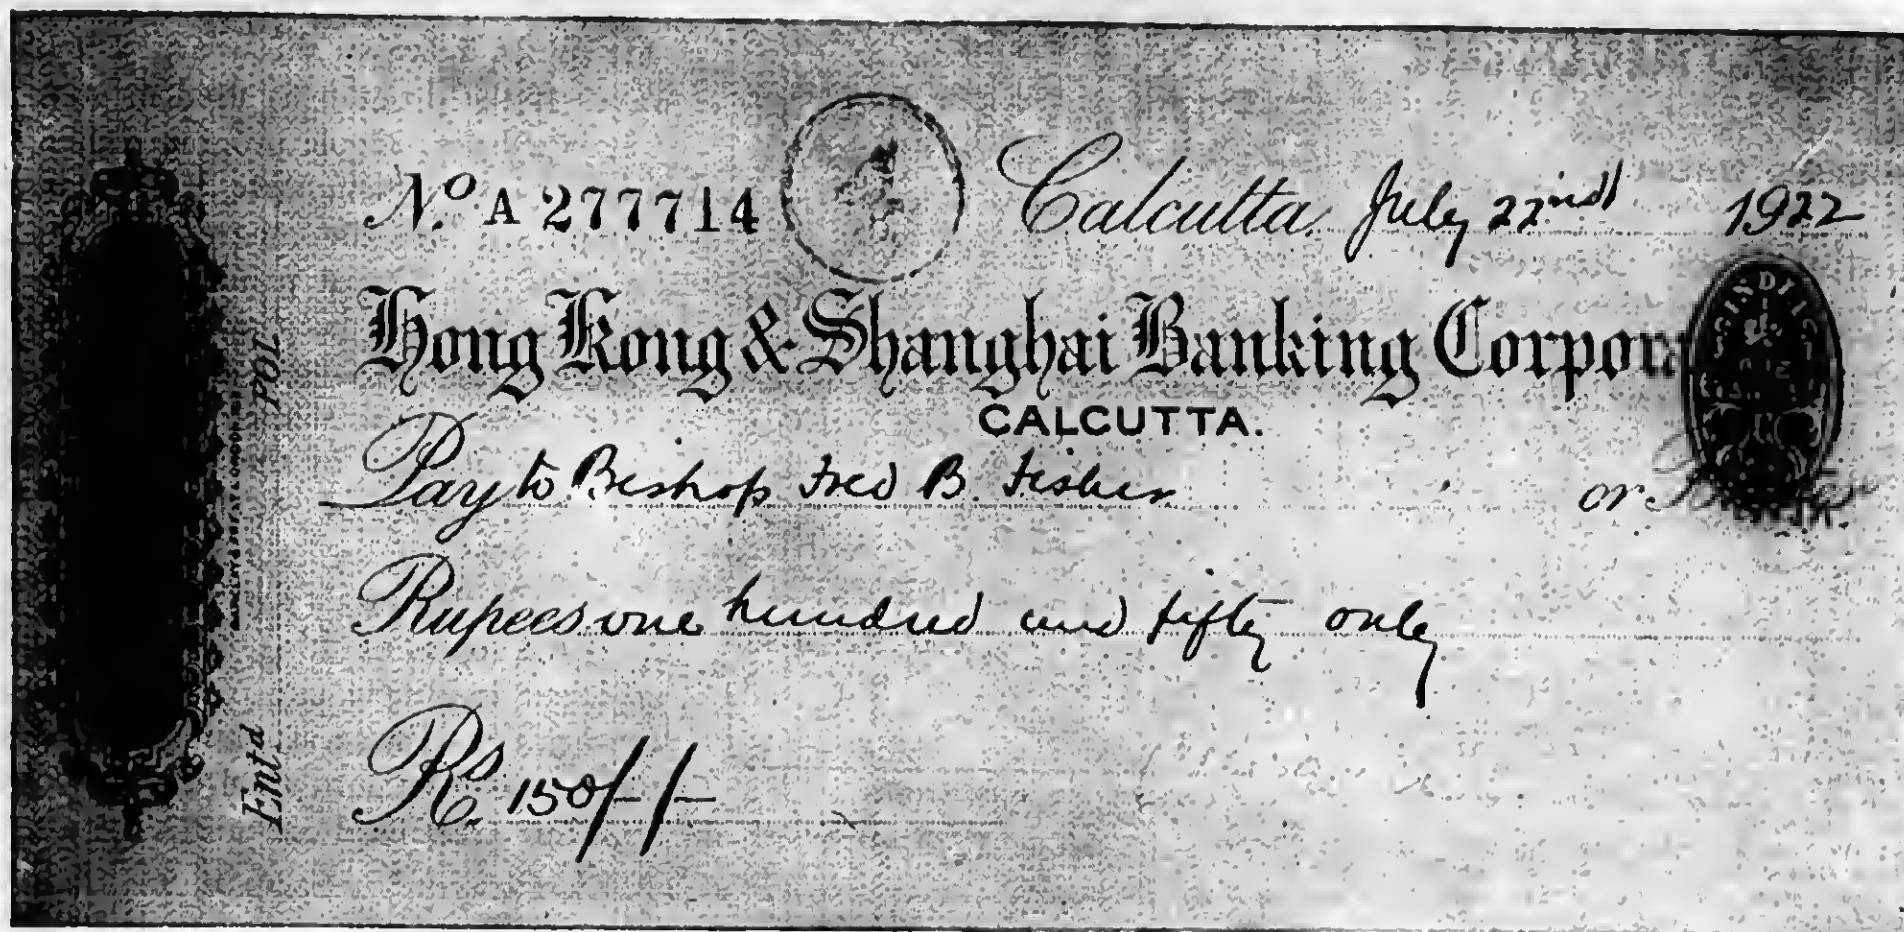 No. A 277714 Calcutta, July 22nd 1922
Hong Kong & Shanghai Banking
CALCUTTA.
Pay to Bishop Fred B. Fisher or
Rupees one hundred and fifty only
Rs. 150/-/-
Fol
Entd